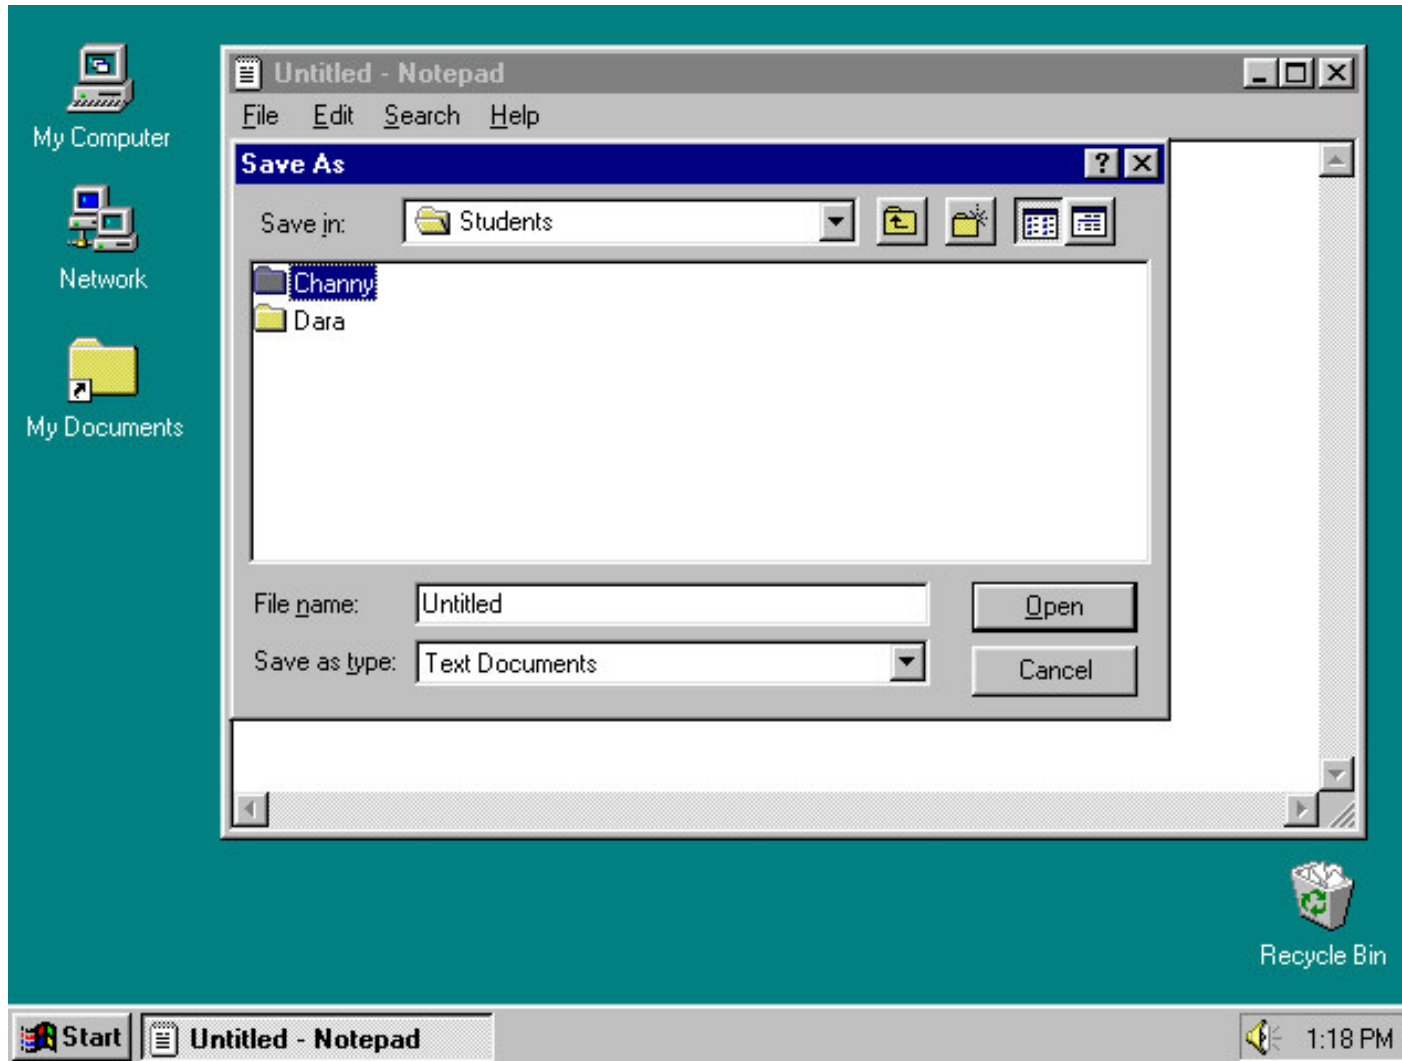 My Computer
Network
My Documents
Untitled - Notepad
File Edit Search Help
Save As
Save in: Students
Channy
Dara
File name: Untitled
Open
Save as type: Text Documents
Cancel
Recycle Bin
Start Untitled - Notepad 1:18 PM